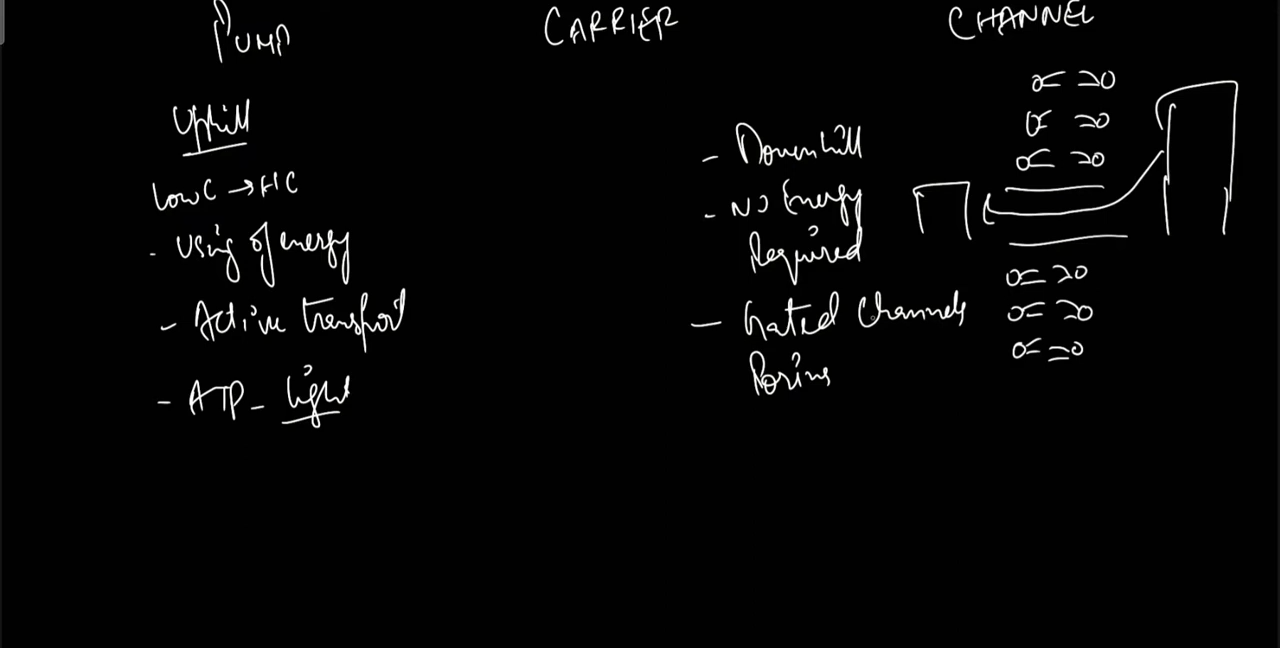 PUMP
CARRIER
CHANNEL
Uphill
Low C → HC
- Using of energy
- Active transport
- ATP - light
- Downhill
- No Energy
Required
- Gated Channels
Porins